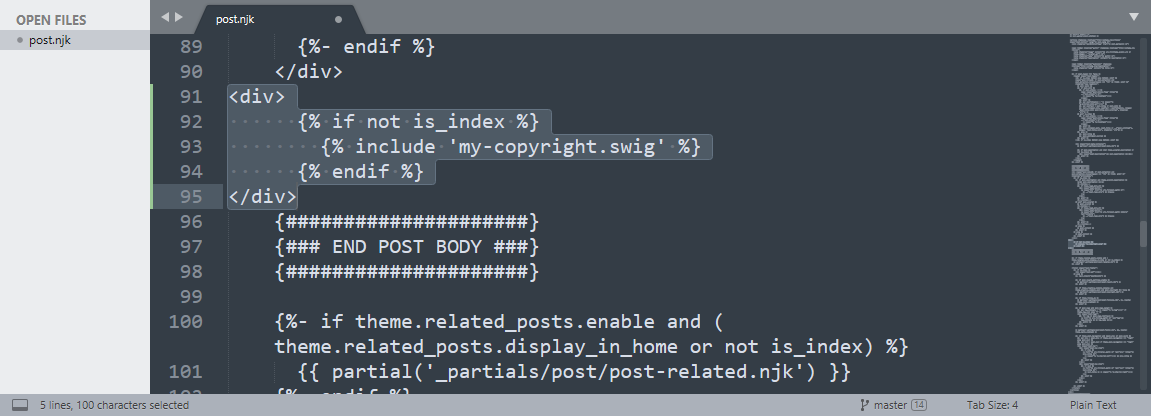 OPEN FILES
post.njk
post.njk
89 {%- endif %}
90 </div>
91 <div>
92 {% if not is_index %}
93 {% include 'my-copyright.swig' %}
94 {% endif %}
95 </div>
96 {#####################}
97 {### END POST BODY ###}
98 {#####################}
99
100 {%- if theme.related_posts.enable and (
theme.related_posts.display_in_home or not is_index) %}
101 {{ partial('_partials/post/post-related.njk') }}
102 {%- endif %}
5 lines, 100 characters selected
master 14
Tab Size: 4
Plain Text